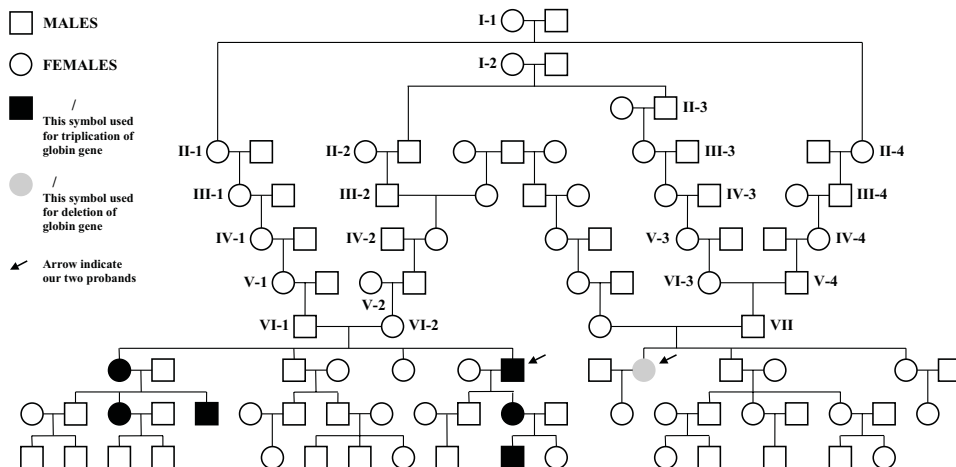 MALES
FEMALES
/
This symbol used
for triplication of
globin gene
/
This symbol used
for deletion of
globin gene
Arrow indicate
our two probands
I-1
I-2
II-3
II-1
II-2
III-3
II-4
III-1
III-2
IV-3
III-4
IV-1
IV-2
V-3
IV-4
V-1
V-2
VI-3
V-4
VI-1
VI-2
VII